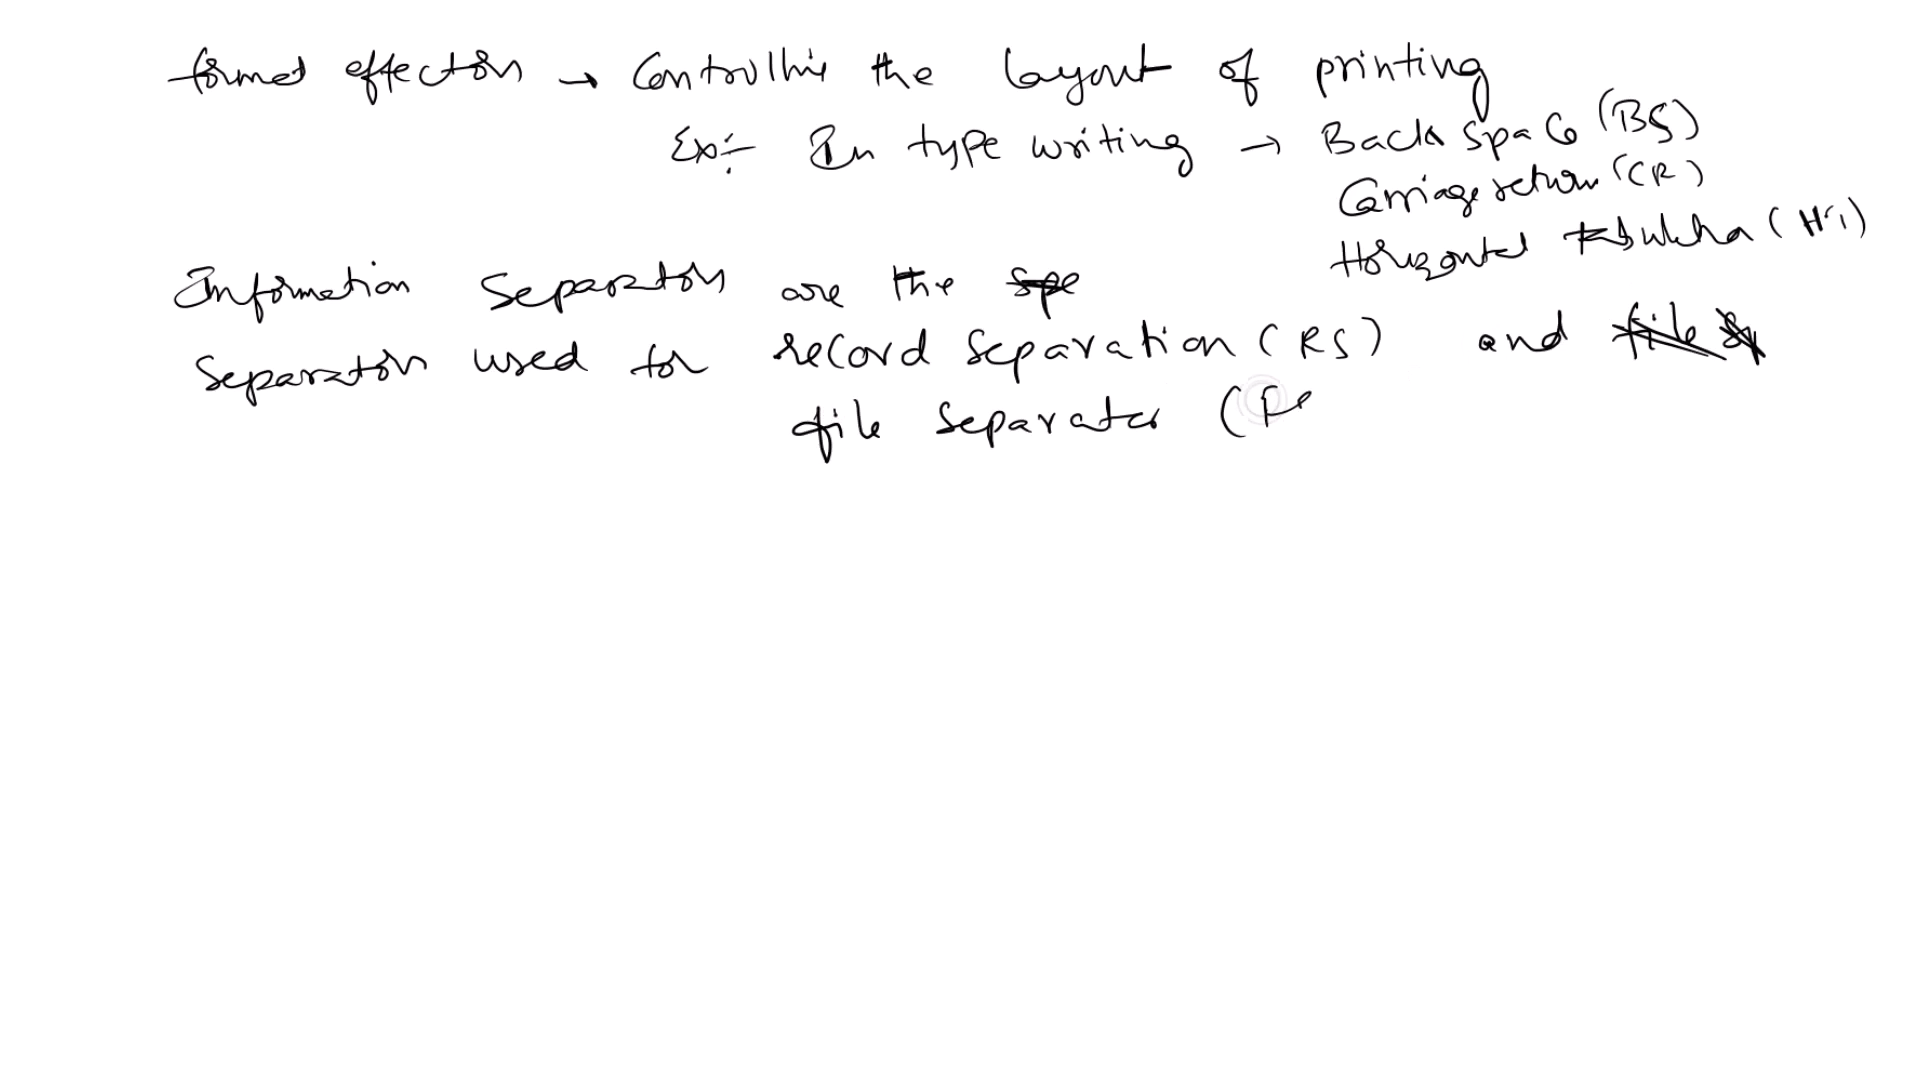 format effectors → Controlling the layout of printing
Ex:- In type writing → Back space (BS)
Carriage return (CR)
Horizontal (HT)
Information separators are the
separators used for record separation (RS) and
file separator (